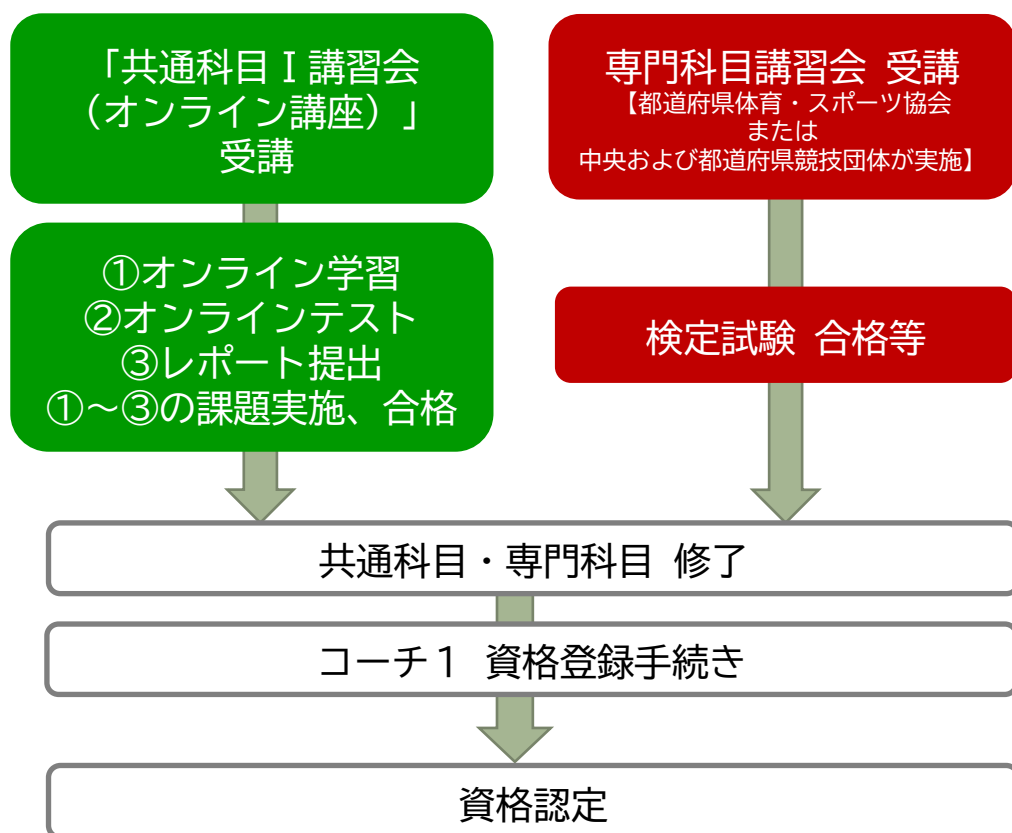 「共通科目Ⅰ講習会
（オンライン講座）」
受講
①オンライン学習
②オンラインテスト
③レポート提出
①～③の課題実施、合格
専門科目講習会 受講
【都道府県体育・スポーツ協会
または
中央および都道府県競技団体が実施】
検定試験 合格等
共通科目・専門科目 修了
コーチ１ 資格登録手続き
資格認定